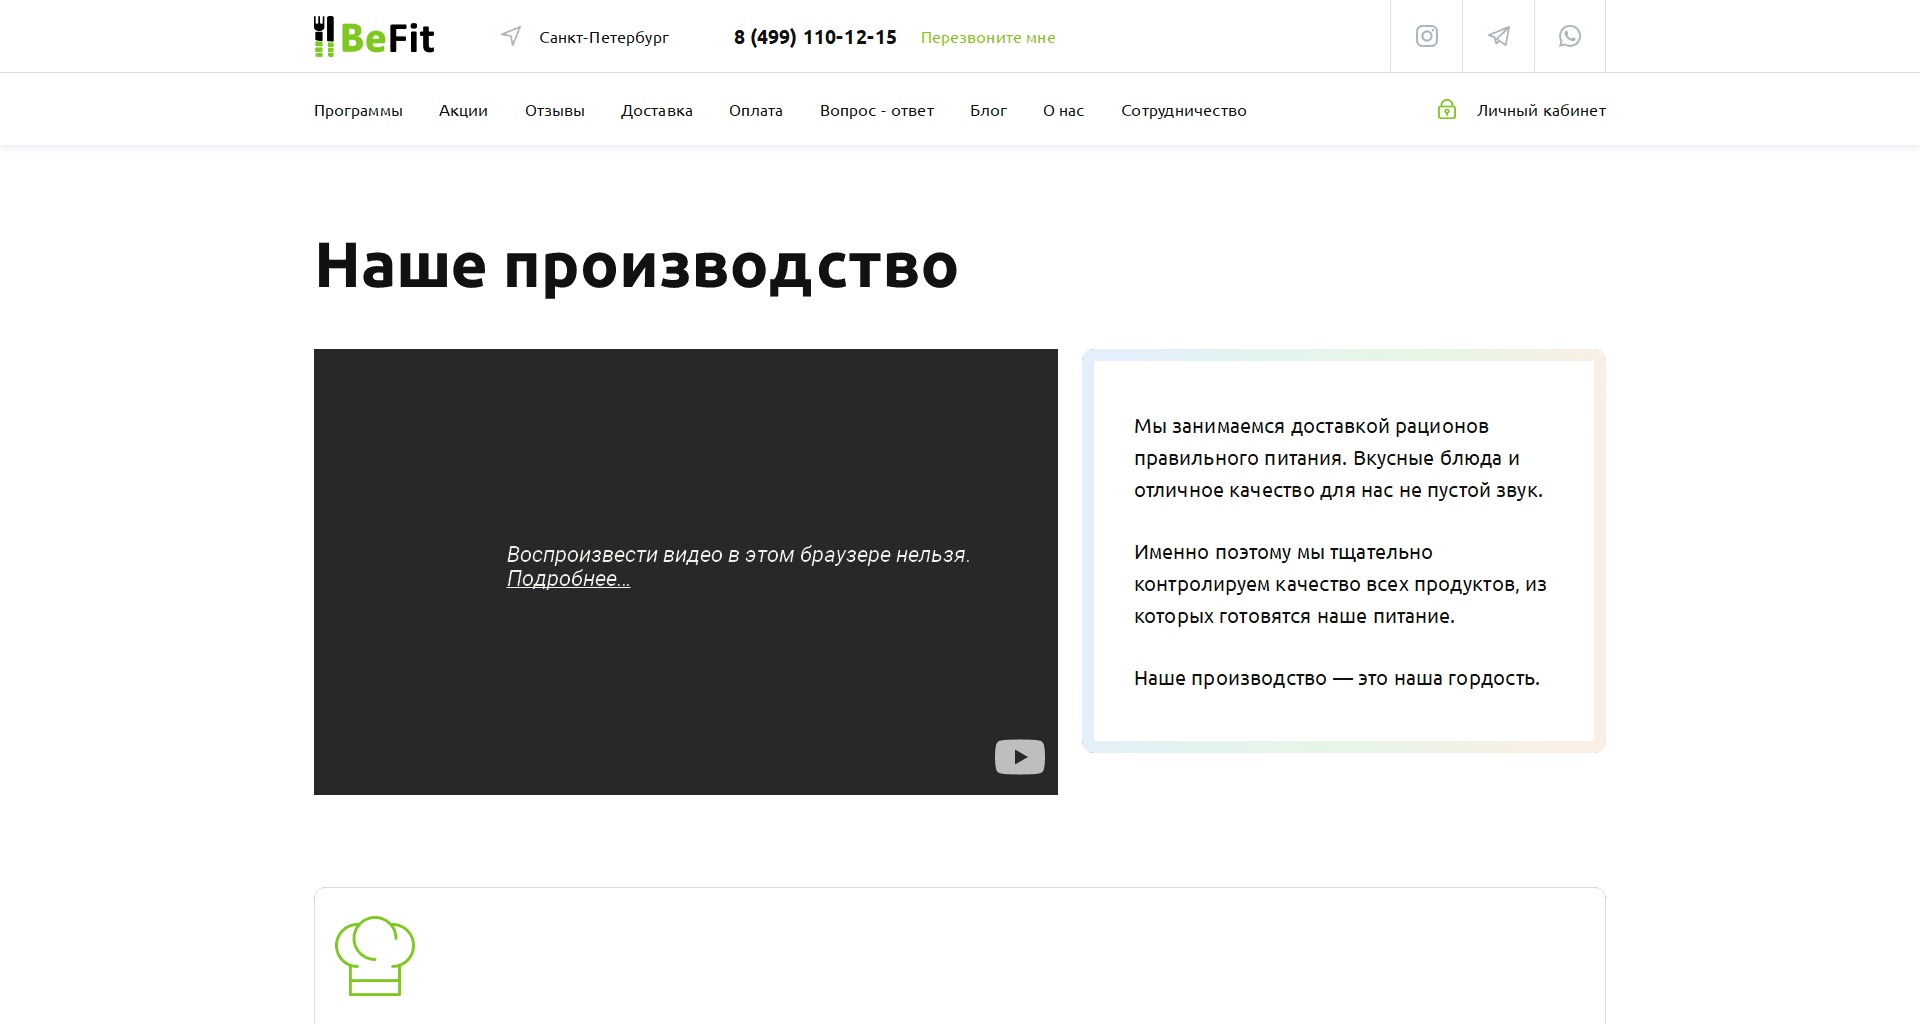 BeFit
Санкт-Петербург
8 (499) 110-12-15
Перезвоните мне
Программы
Акции
Отзывы
Доставка
Оплата
Вопрос - ответ
Блог
О нас
Сотрудничество
Личный кабинет
Наше производство
Воспроизвести видео в этом браузере нельзя.
Подробнее...
Мы занимаемся доставкой рационов
правильного питания. Вкусные блюда и
отличное качество для нас не пустой звук.
Именно поэтому мы тщательно
контролируем качество всех продуктов, из
которых готовятся наше питание.
Наше производство — это наша гордость.